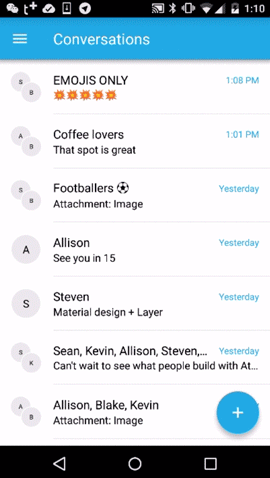 1:10
Conversations
S
B
EMOJIS ONLY 1:08 PM
💥💥💥💥💥
A
B
Coffee lovers 1:01 PM
That spot is great
S
B
Footballers ⚽ Yesterday
Attachment: Image
A
Allison Yesterday
See you in 15
S
Steven Yesterday
Material design + Layer
S
K
Sean, Kevin, Allison, Steven,... Yesterday
Can't wait to see what people build with At...
A
B
Allison, Blake, Kevin
Attachment: Image
+